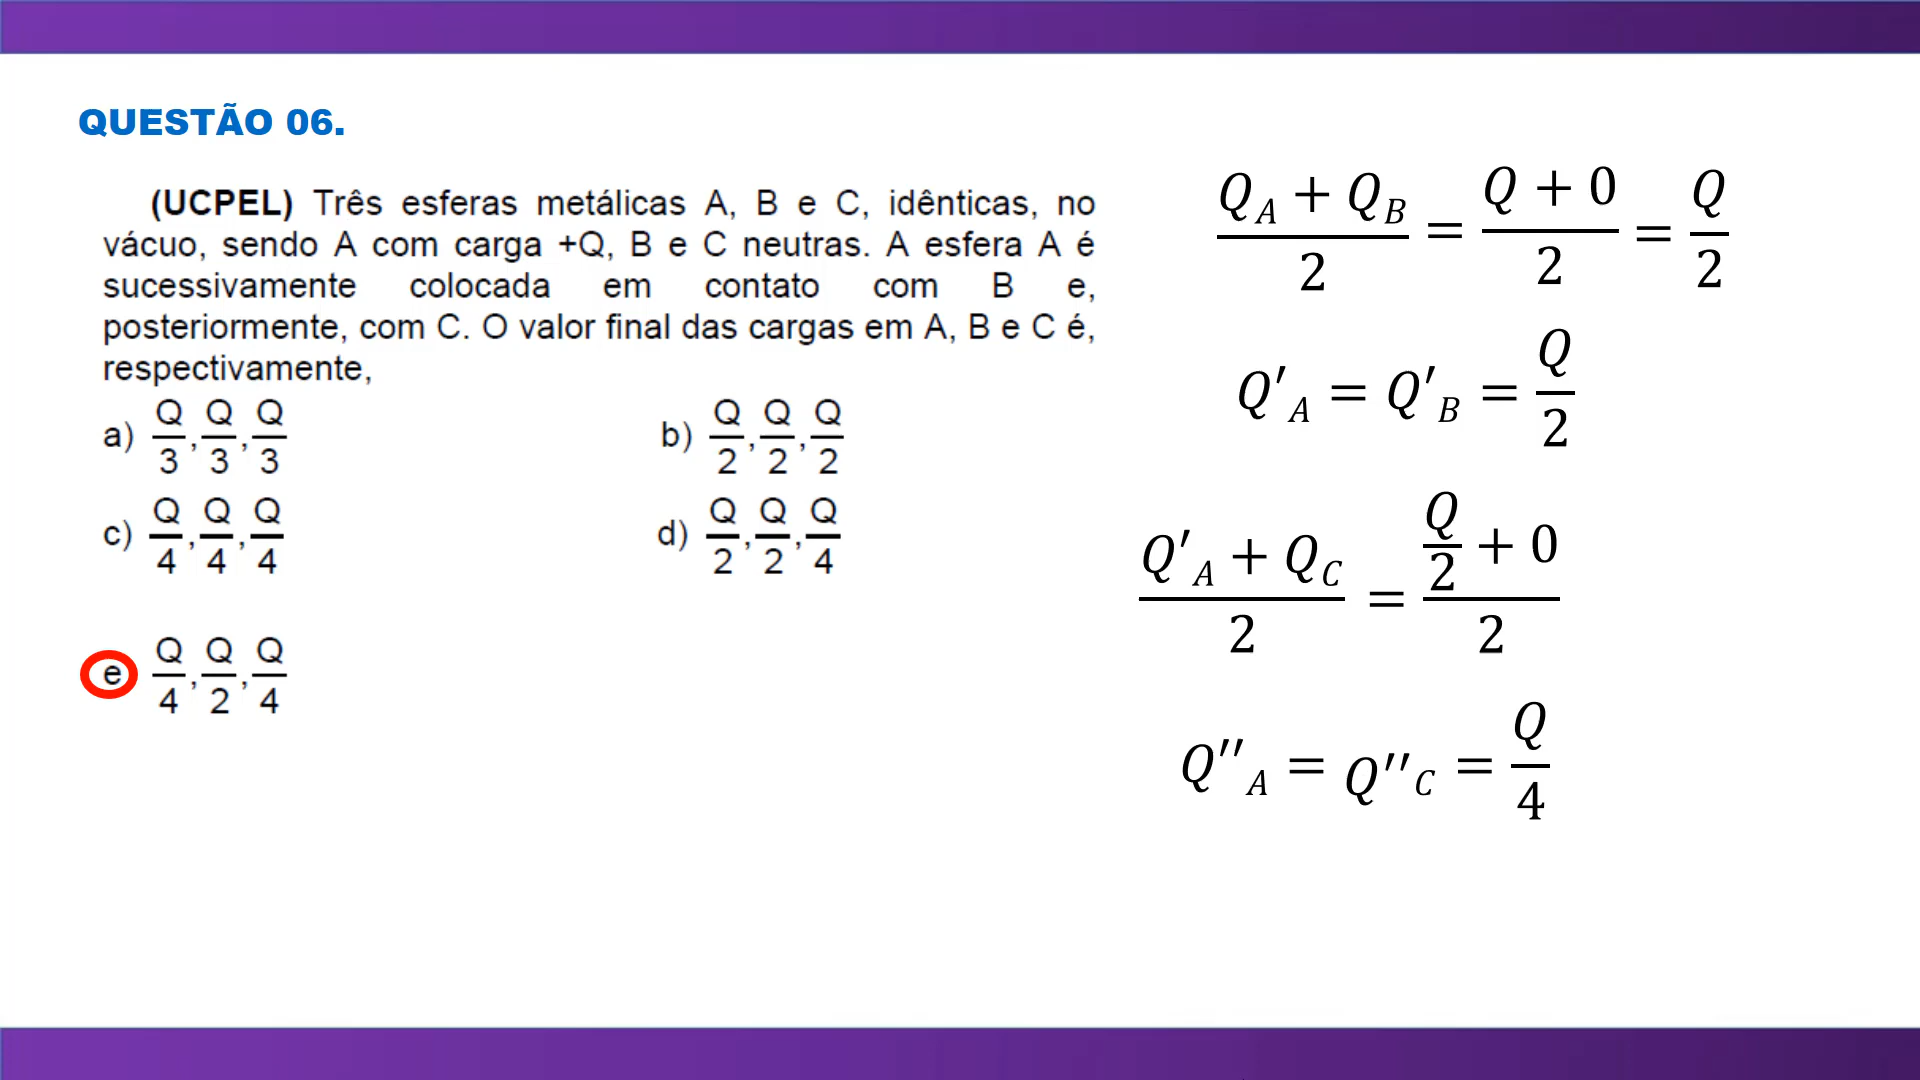 QUESTÃO 06.
(UCPEL) Três esferas metálicas A, B e C, idênticas, no
vácuo, sendo A com carga +Q, B e C neutras. A esfera A é
sucessivamente colocada em contato com B e,
posteriormente, com C. O valor final das cargas em A, B e C é,
respectivamente,
a) Q/3, Q/3, Q/3
b) Q/2, Q/2, Q/2
c) Q/4, Q/4, Q/4
d) Q/2, Q/2, Q/4
e Q/4, Q/2, Q/4
(Q_A + Q_B)/2 = (Q + 0)/2 = Q/2
Q'_A = Q'_B = Q/2
(Q'_A + Q_C)/2 = (Q/2 + 0)/2
Q''_A = Q''_C = Q/4